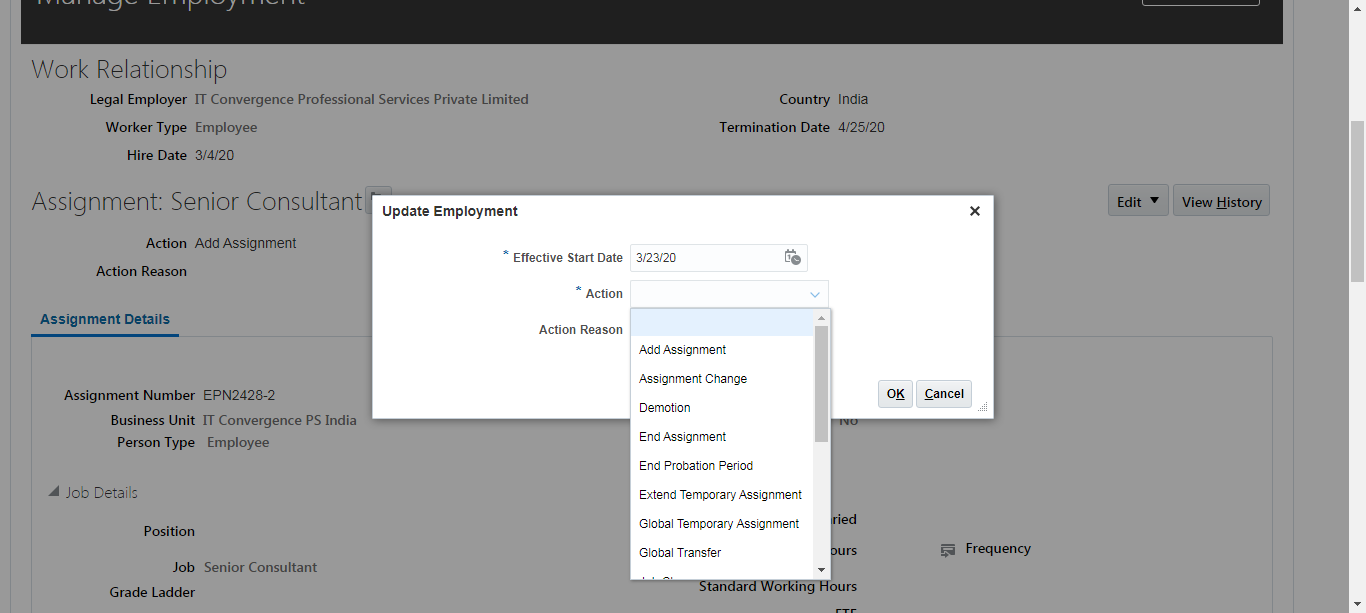 Manage Employment
Work Relationship
Legal Employer IT Convergence Professional Services Private Limited
Country India
Worker Type Employee
Termination Date 4/25/20
Hire Date 3/4/20
Assignment: Senior Consultant
Edit
View History
Action Add Assignment
Action Reason
Assignment Details
Assignment Number EPN2428-2
Business Unit IT Convergence PS India
No
Person Type Employee
Job Details
Position
Job Senior Consultant
Grade Ladder
ours
Frequency
Standard Working Hours
FTE
Update Employment
* Effective Start Date 3/23/20
* Action
Action Reason
Add Assignment
Assignment Change
Demotion
End Assignment
End Probation Period
Extend Temporary Assignment
Global Temporary Assignment
Global Transfer
OK
Cancel